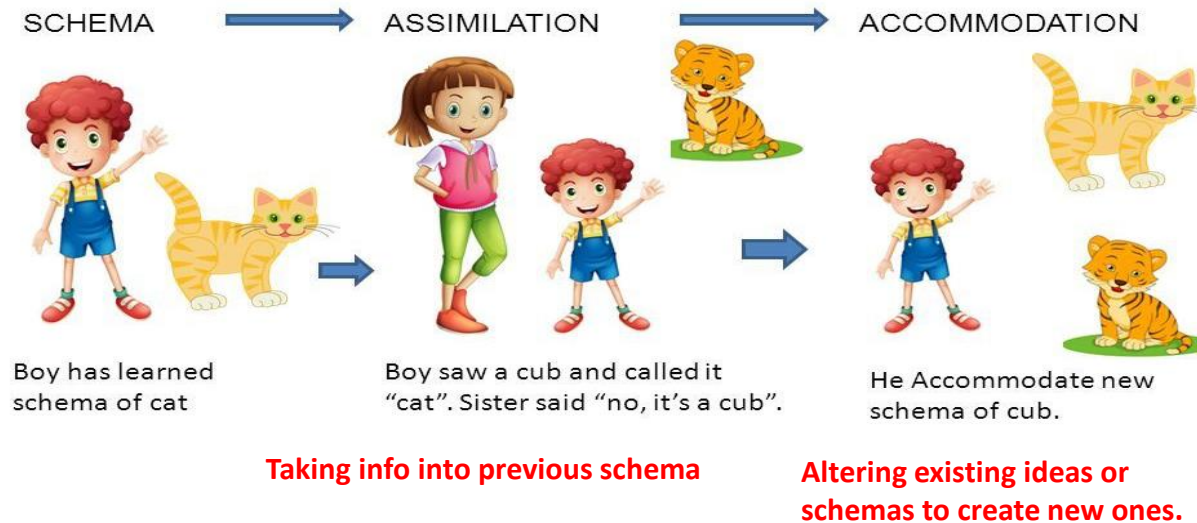 SCHEMA
ASSIMILATION
ACCOMMODATION
Boy has learned
schema of cat
Boy saw a cub and called it
“cat”. Sister said “no, it’s a cub”.
He Accommodate new
schema of cub.
Taking info into previous schema
Altering existing ideas or
schemas to create new ones.